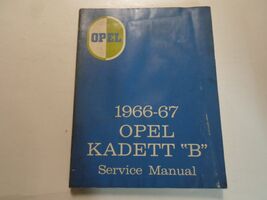 OPEL
1966-67
OPEL
KADETT "B"
Service Manual